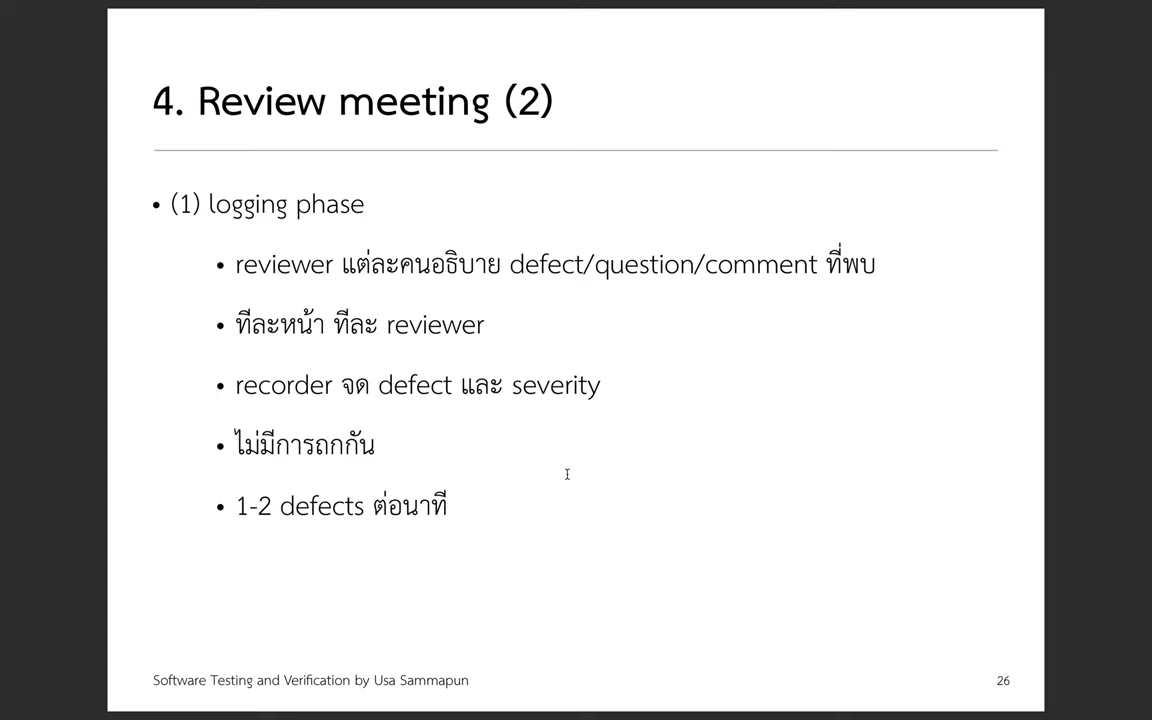 4. Review meeting (2)
• (1) logging phase
• reviewer แต่ละคนอธิบาย defect/question/comment ที่พบ
• ทีละหน้า ทีละ reviewer
• recorder จด defect และ severity
• ไม่มีการถกกัน
• 1-2 defects ต่อนาที
Software Testing and Verification by Usa Sammapun
26